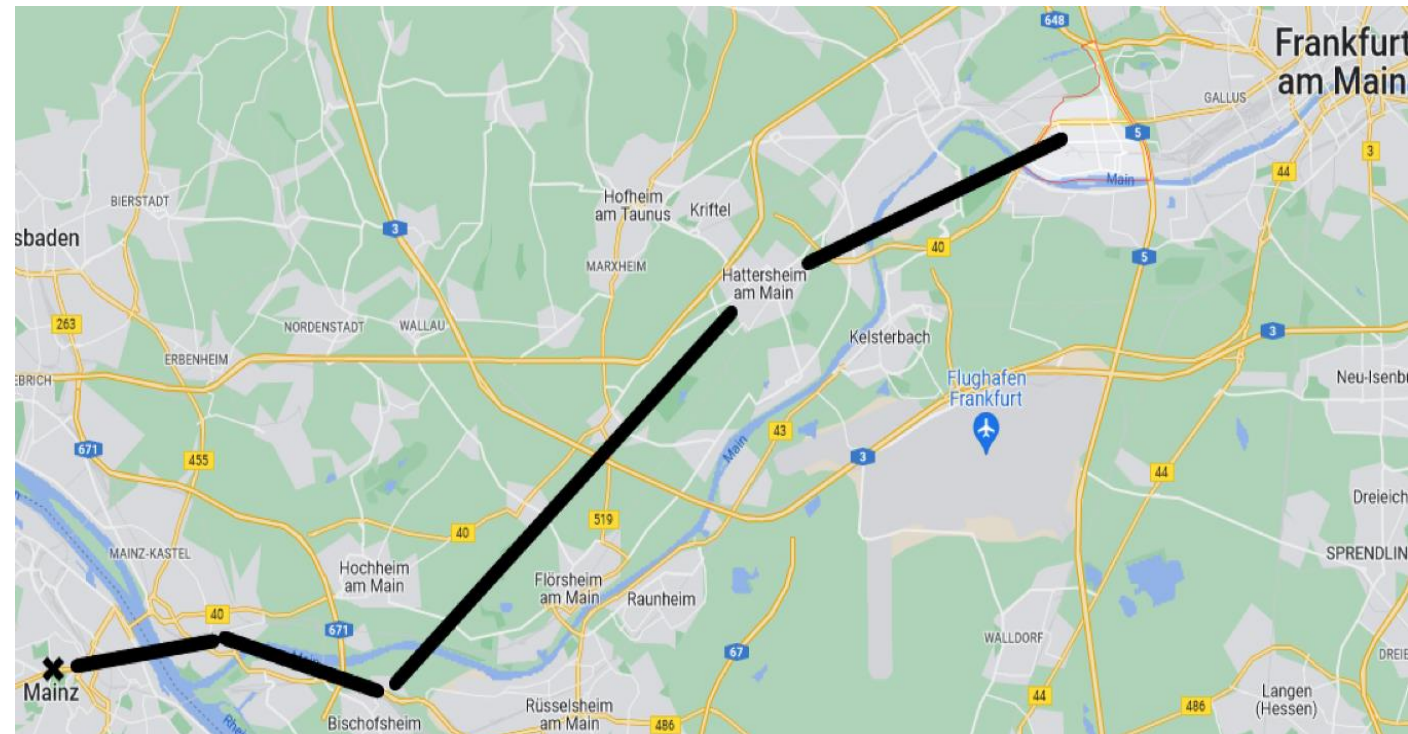 648
Frankfurt
am Main
GALLUS
5
3
44
Main
BIERSTADT
Hofheim
am Taunus
Kriftel
3
sbaden
40
5
MARXHEIM
Hattersheim
am Main
263
NORDENSTADT
WALLAU
3
Kelsterbach
ERBENHEIM
EBRICH
Flughafen
Frankfurt
Neu-Isenbu
43
Main
671
455
3
44
Dreieich
519
40
MAINZ-KASTEL
SPRENDLIN
Hochheim
am Main
Flörsheim
am Main
Raunheim
40
671
WALLDORF
67
DREIE
Mainz
44
486
Langen
(Hessen)
Rüsselsheim
am Main
Bischofsheim
486